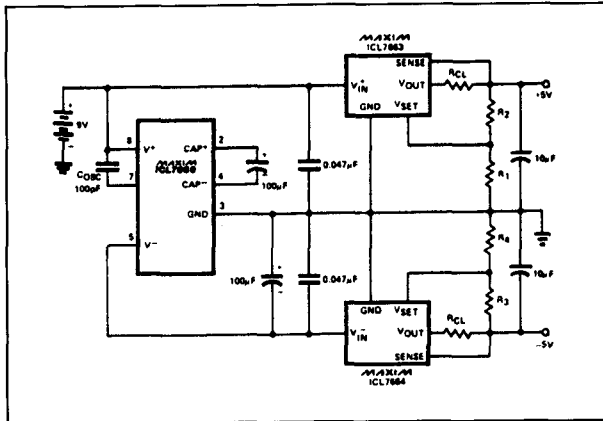 MAXIM
ICL7663
SENSE
V+IN
VOUT
RCL
GND
VSET
+5V
R2
R1
10µF
+
9V
-
8
V+
COSC
100pF
7
MAXIM
ICL7660
CAP+
2
+
CAP-
4
100µF
GND
3
5
V-
0.047µF
100µF
+
-
0.047µF
R4
R3
10µF
GND
VSET
V-IN
VOUT
RCL
SENSE
-5V
MAXIM
ICL7664